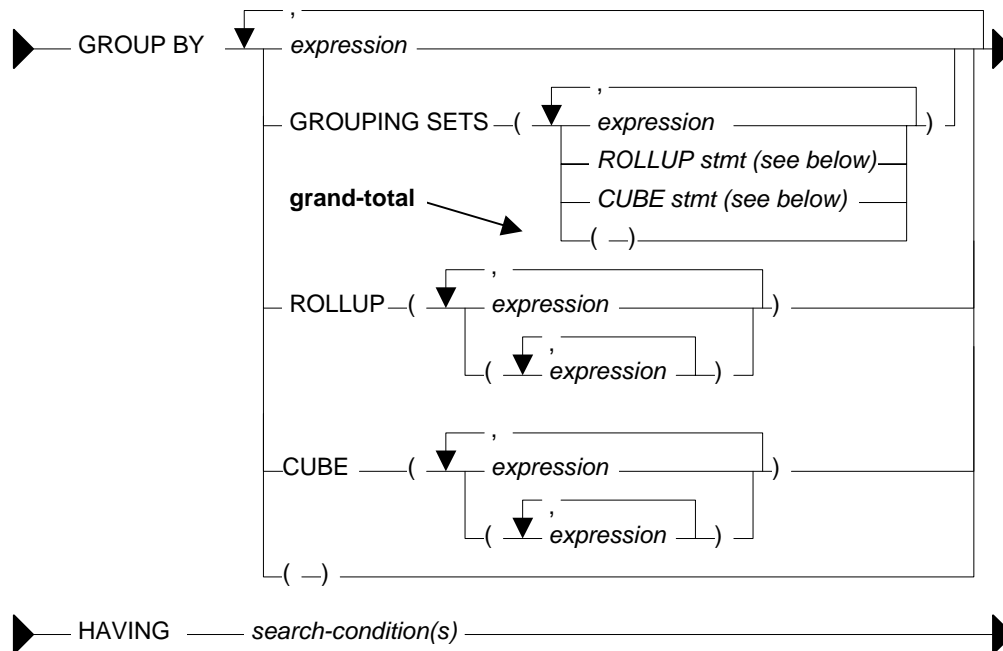 ,
GROUP BY expression
,
GROUPING SETS ( expression )
ROLLUP stmt (see below)
CUBE stmt (see below)
grand-total
( )
,
ROLLUP ( expression )
,
( expression )
,
CUBE ( expression )
,
( expression )
( )
HAVING search-condition(s)